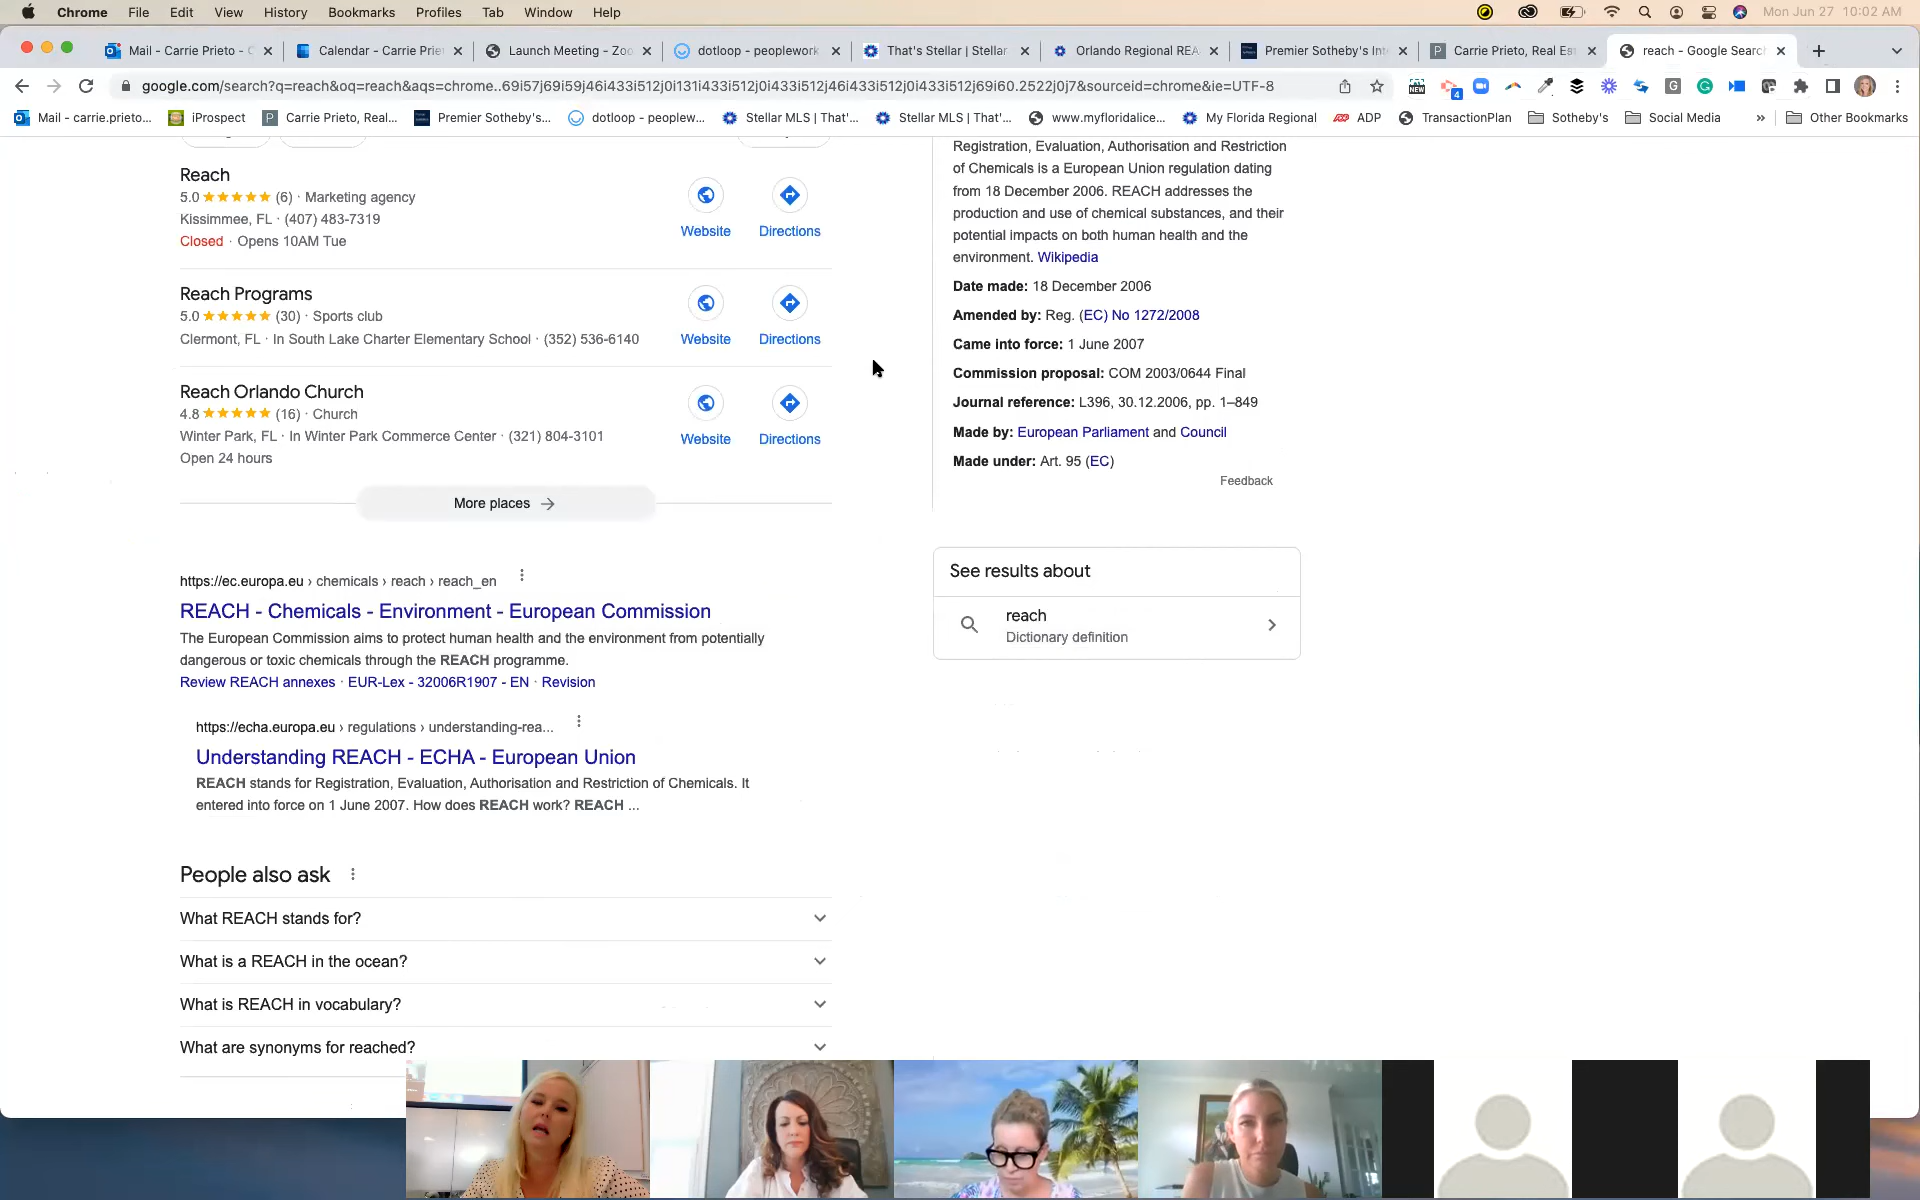 Chrome File Edit View History Bookmarks Profiles Tab Window Help Mon Jun 27 10:02 AM
Mail - Carrie Prieto - Calendar - Carrie Prie Launch Meeting - Zoo dotloop - peoplework That's Stellar | Stellar Orlando Regional REA Premier Sotheby's Int Carrie Prieto, Real Es reach - Google Search
google.com/search?q=reach&oq=reach&aqs=chrome..69i57j69i59j46i433i512j0i131i433i512j0i433i512j46i433i512j0i433i512j69i60.2522j0j7&sourceid=chrome&ie=UTF-8
Mail - carrie.prieto... iProspect Carrie Prieto, Real... Premier Sotheby's... dotloop - peoplew... Stellar MLS | That'... Stellar MLS | That'... www.myfloridalice... My Florida Regional ADP TransactionPlan Sotheby's Social Media » Other Bookmarks
Reach
5.0 (6) · Marketing agency
Kissimmee, FL · (407) 483-7319
Closed · Opens 10AM Tue
Website Directions
Reach Programs
5.0 (30) · Sports club
Clermont, FL · In South Lake Charter Elementary School · (352) 536-6140
Website Directions
Reach Orlando Church
4.8 (16) · Church
Winter Park, FL · In Winter Park Commerce Center · (321) 804-3101
Open 24 hours
Website Directions
More places
https://ec.europa.eu › chemicals › reach › reach_en
REACH - Chemicals - Environment - European Commission
The European Commission aims to protect human health and the environment from potentially
dangerous or toxic chemicals through the REACH programme.
Review REACH annexes · EUR-Lex - 32006R1907 - EN · Revision
https://echa.europa.eu › regulations › understanding-rea...
Understanding REACH - ECHA - European Union
REACH stands for Registration, Evaluation, Authorisation and Restriction of Chemicals. It
entered into force on 1 June 2007. How does REACH work? REACH ...
People also ask
What REACH stands for?
What is a REACH in the ocean?
What is REACH in vocabulary?
What are synonyms for reached?
Registration, Evaluation, Authorisation and Restriction
of Chemicals is a European Union regulation dating
from 18 December 2006. REACH addresses the
production and use of chemical substances, and their
potential impacts on both human health and the
environment. Wikipedia
Date made: 18 December 2006
Amended by: Reg. (EC) No 1272/2008
Came into force: 1 June 2007
Commission proposal: COM 2003/0644 Final
Journal reference: L396, 30.12.2006, pp. 1–849
Made by: European Parliament and Council
Made under: Art. 95 (EC)
Feedback
See results about
reach
Dictionary definition